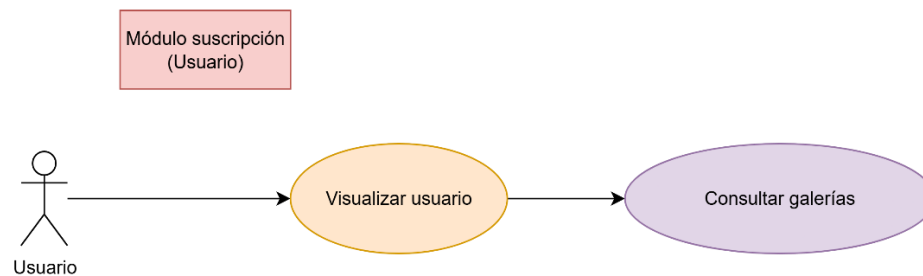 Módulo suscripción
(Usuario)
Visualizar usuario
Consultar galerías
Usuario